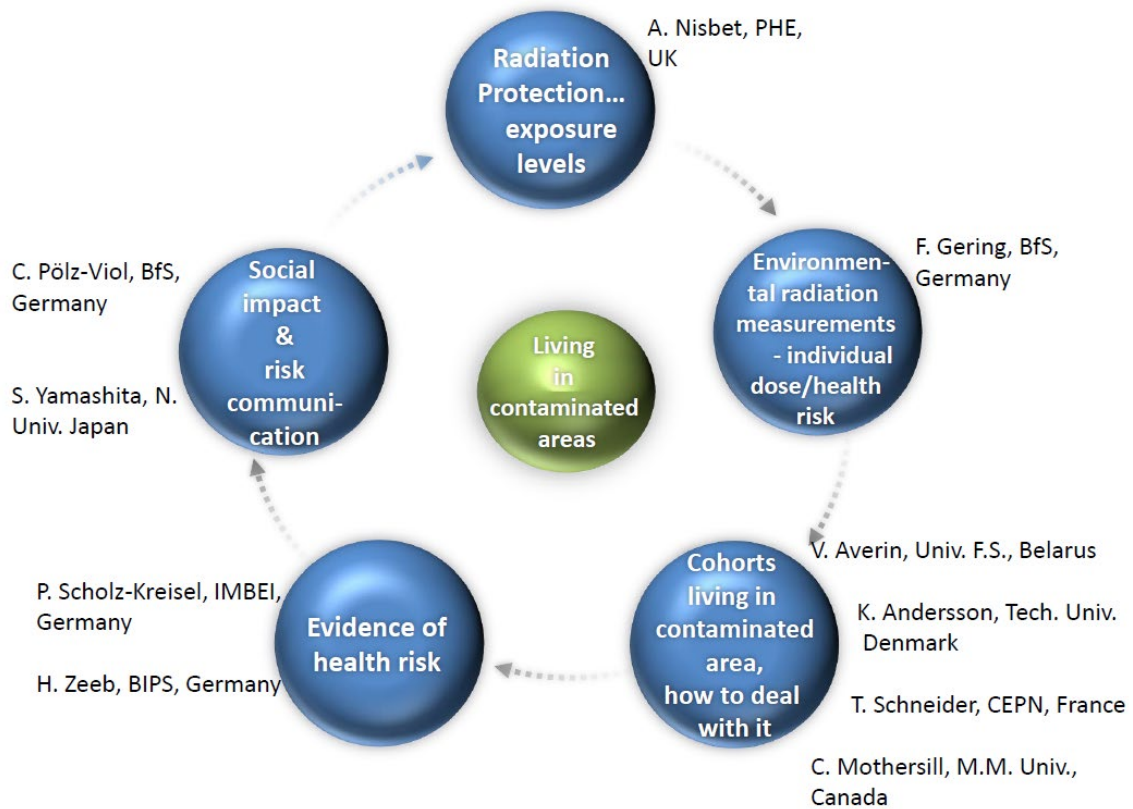 Radiation
Protection...
exposure
levels
A. Nisbet, PHE,
UK
Environmen-
tal radiation
measurements
- individual
dose/health
risk
F. Gering, BfS,
Germany
Cohorts
living in
contaminated
area,
how to deal
with it
V. Averin, Univ. F.S., Belarus
K. Andersson, Tech. Univ.
Denmark
T. Schneider, CEPN, France
C. Mothersill, M.M. Univ.,
Canada
Evidence of
health risk
P. Scholz-Kreisel, IMBEI,
Germany
H. Zeeb, BIPS, Germany
Social
impact
&
risk
communi-
cation
C. Pölz-Viol, BfS,
Germany
S. Yamashita, N.
Univ. Japan
Living
in
contaminated
areas